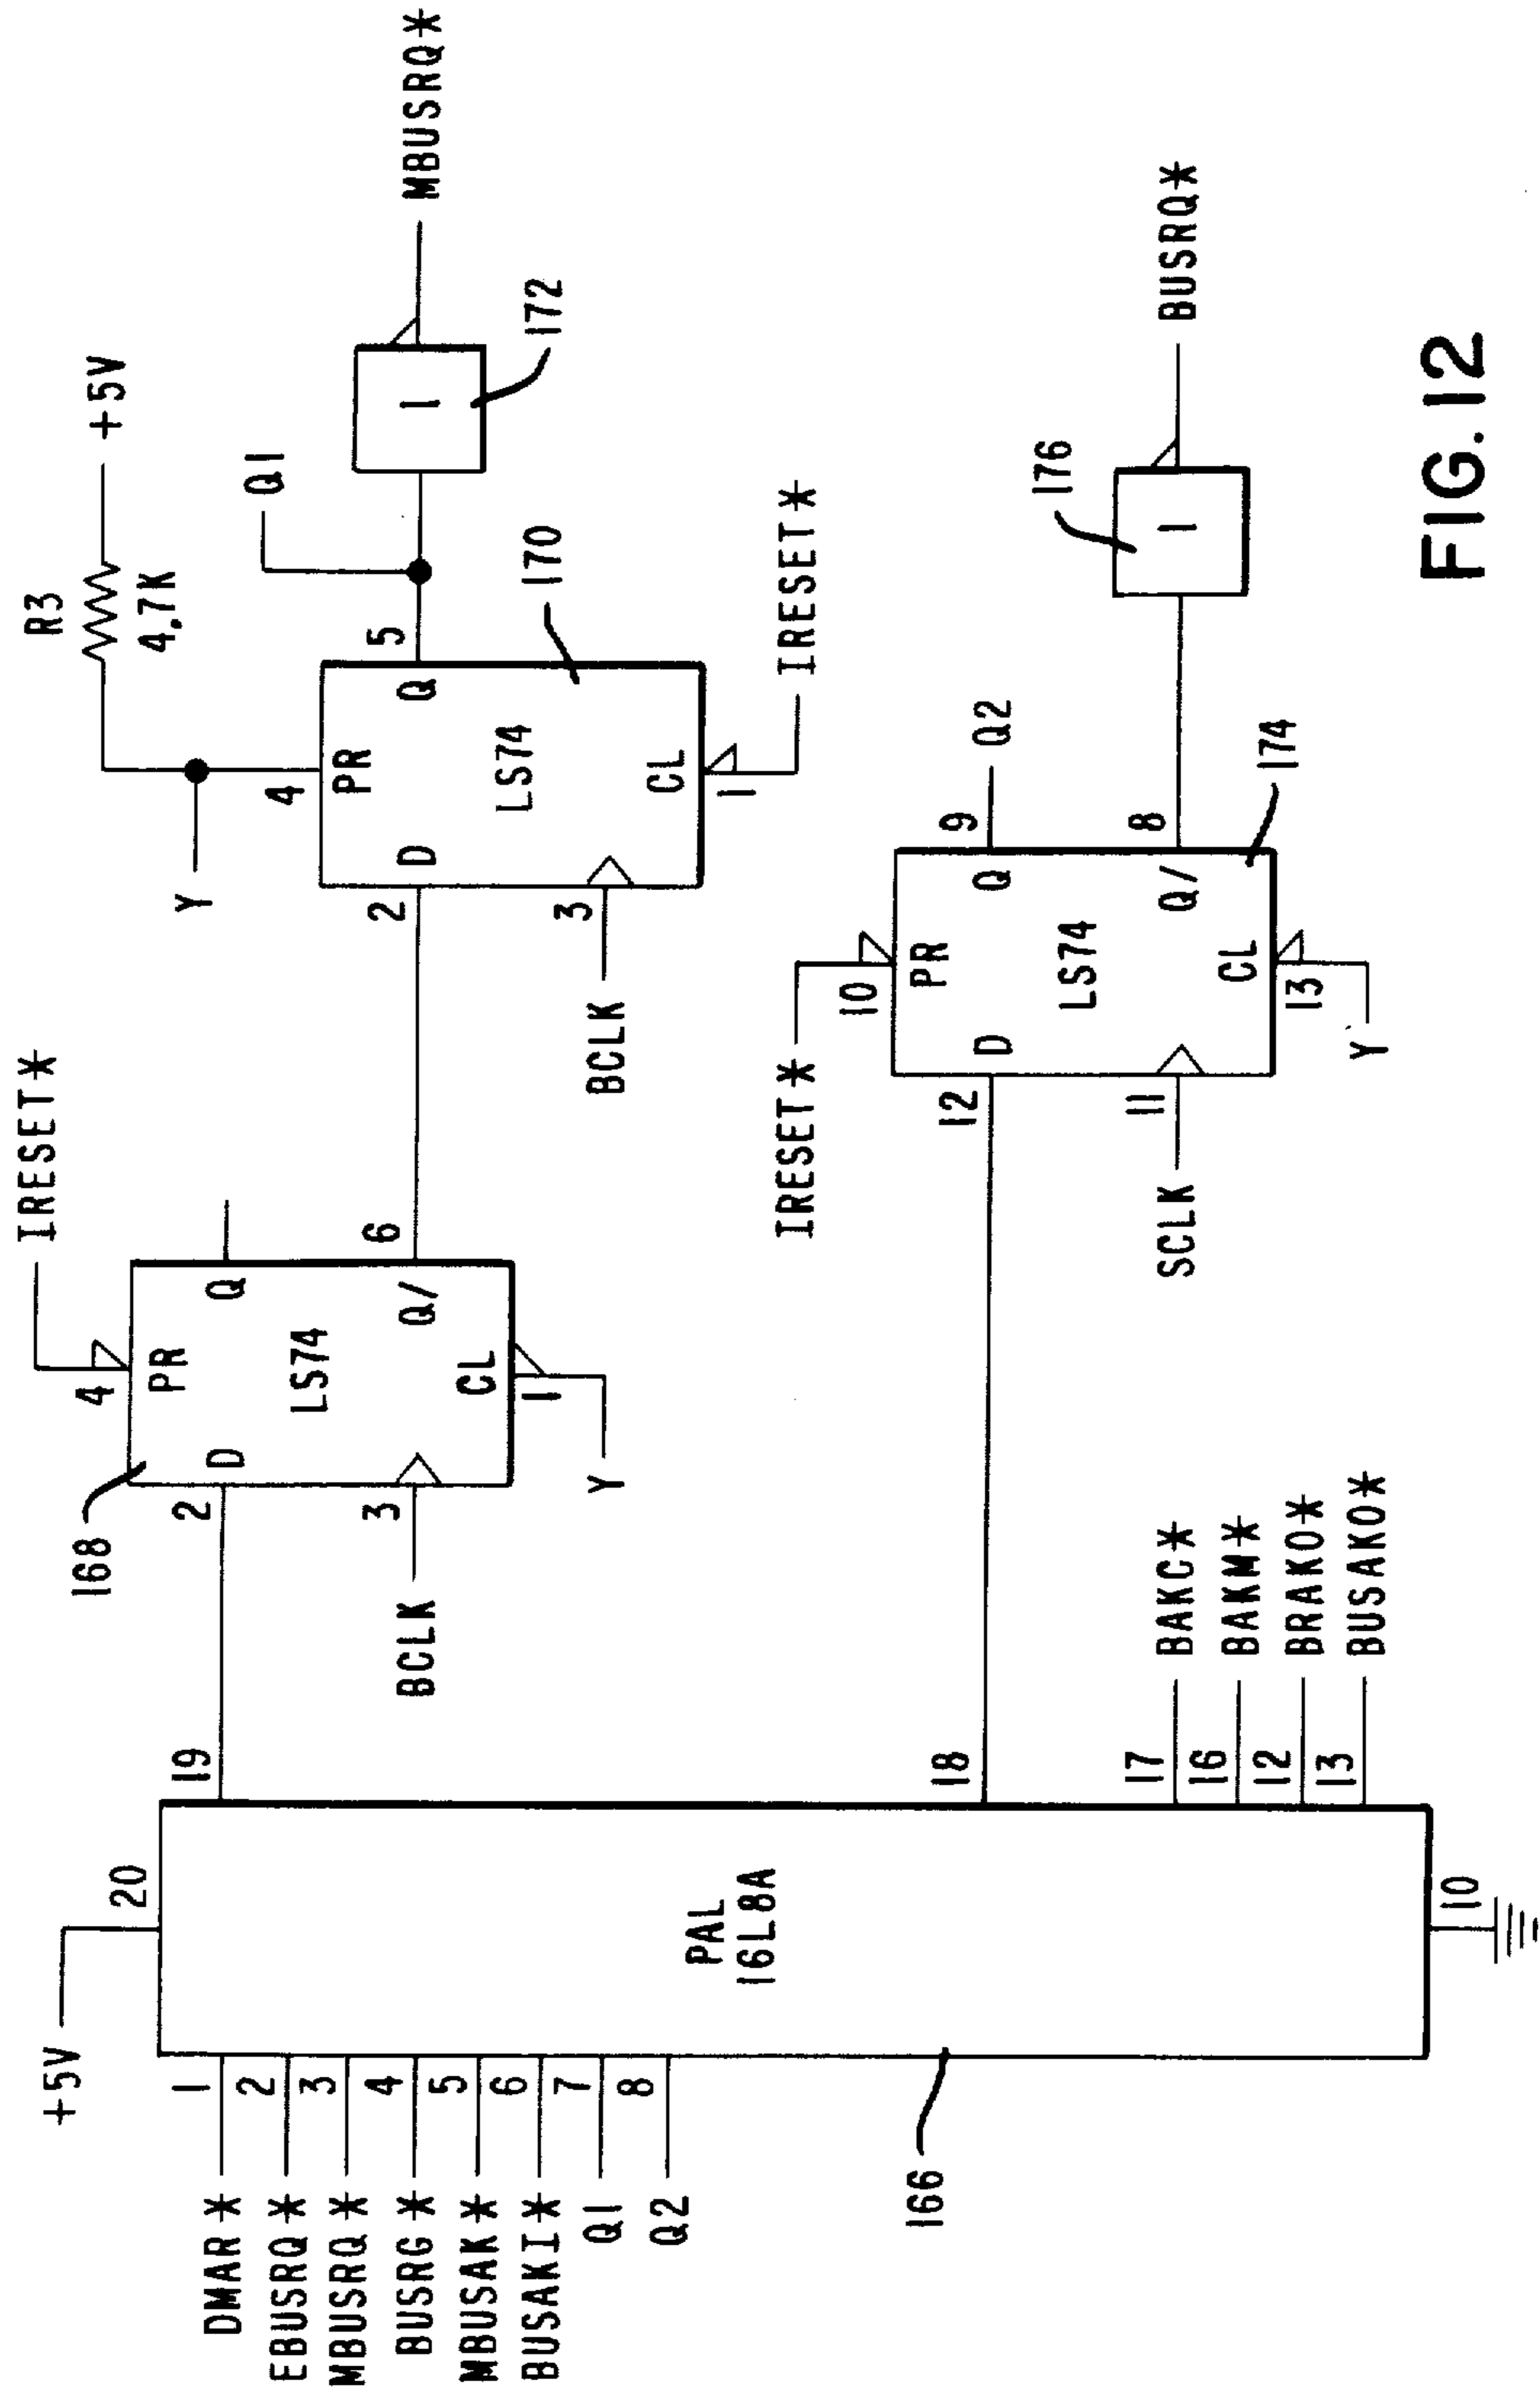 +5V
20
DMAR*
1
EBUSRQ*
2
MBUSRQ*
3
BUSRG*
4
MBUSAK*
5
BUSAKI*
6
Q1
7
Q2
8
166
PAL
16L8A
10
19
18
17
BAKC*
16
BAKM*
12
BRAKO*
13
BUSAKO*
168
IRESET*
4
2
D
PR
Q
LS74
3
BCLK
CL
Q/
6
1
Y
R3
+5V
4,7K
Y
4
2
D
PR
Q
5
Q1
LS74
170
3
BCLK
CL
1
IRESET*
I
172
MBUSRQ*
IRESET*
10
12
D
PR
Q
9
Q2
LS74
11
SCLK
CL
Q/
8
13
Y
174
176
I
BUSRQ*
FIG.12